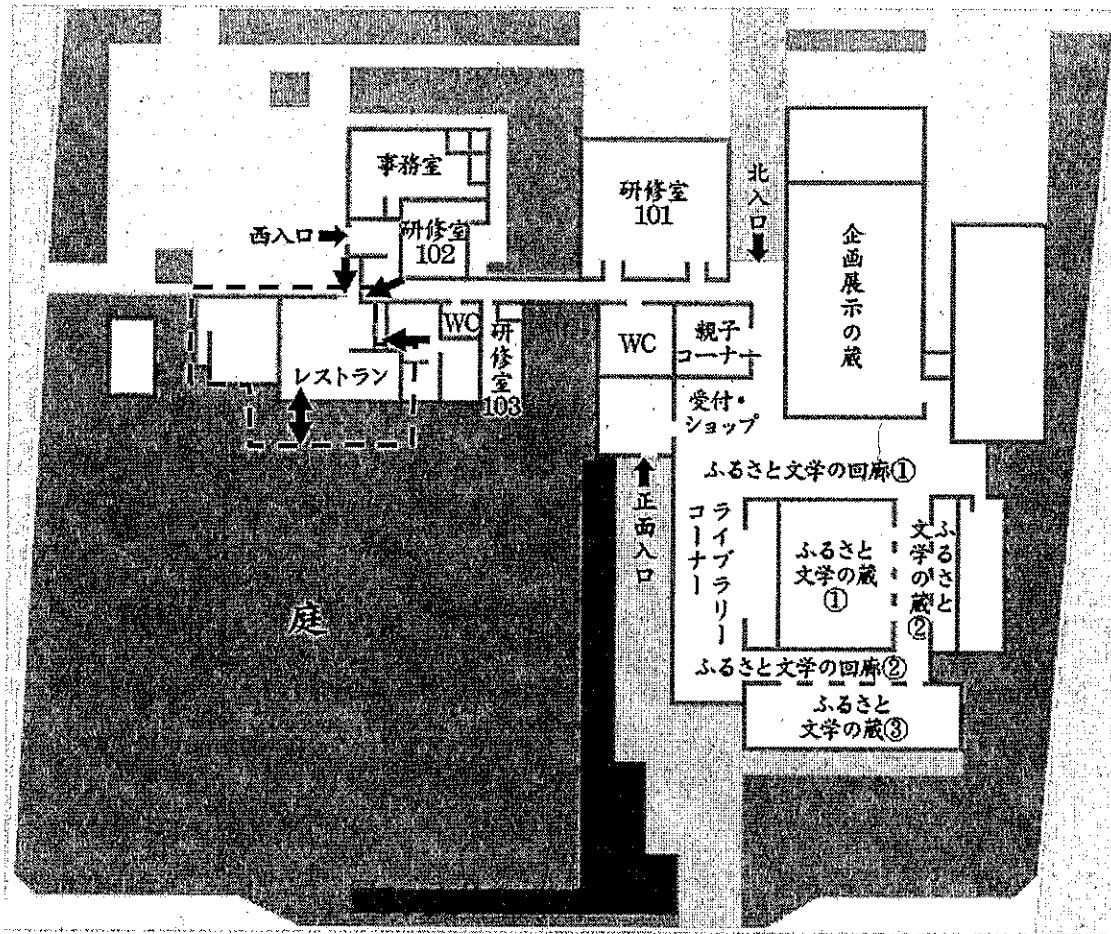 事務室
研修室
101
北入口
西入口
研修室
102
企画展示の蔵
WC
研修室
103
WC
親子
コーナー
レストラン
受付・
ショップ
ふるさと文学の回廊①
正面入口
ライブラリー
コーナー
ふるさと
文学の蔵
①
ふるさと
文学の蔵②
庭
ふるさと文学の回廊②
ふるさと
文学の蔵③